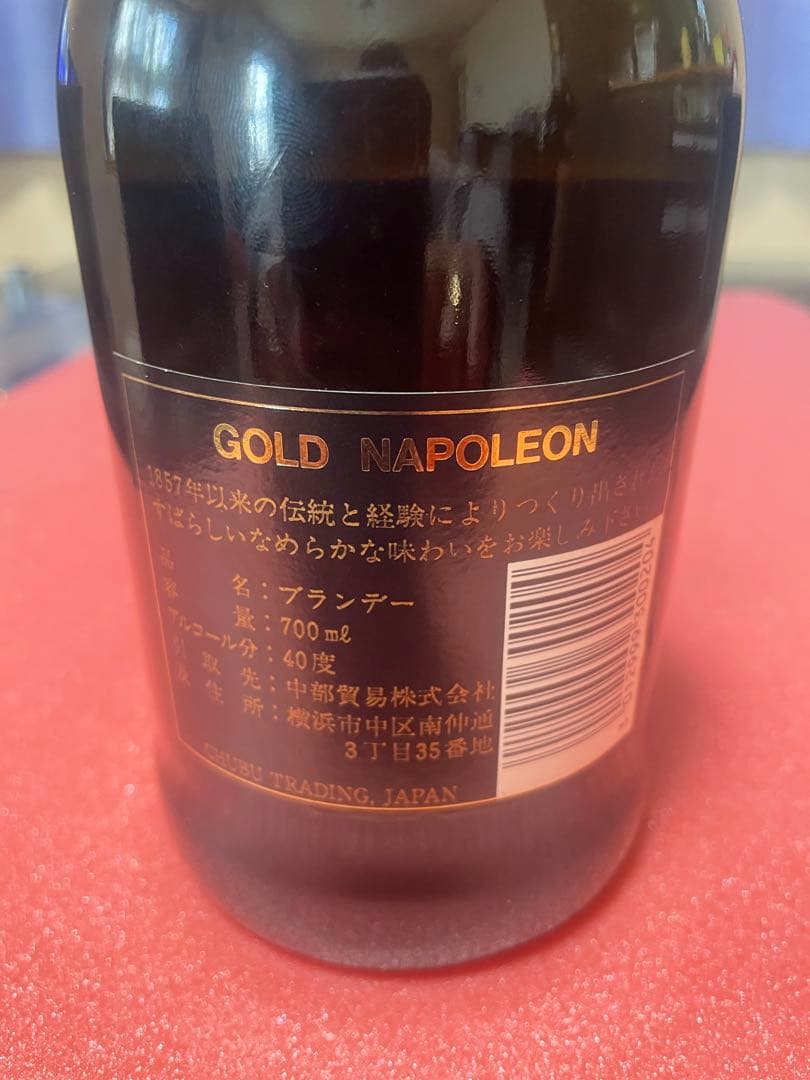 GOLD NAPOLEON
1857年以来の伝統と経験によりつくり出された
すばらしいなめらかな味わいをお楽しみ下さい
品名：ブランデー
容量：700ml
アルコール分：40度
引取先：中部貿易株式会社
及住所：横浜市中区南仲通
3丁目35番地
CHUBU TRADING, JAPAN